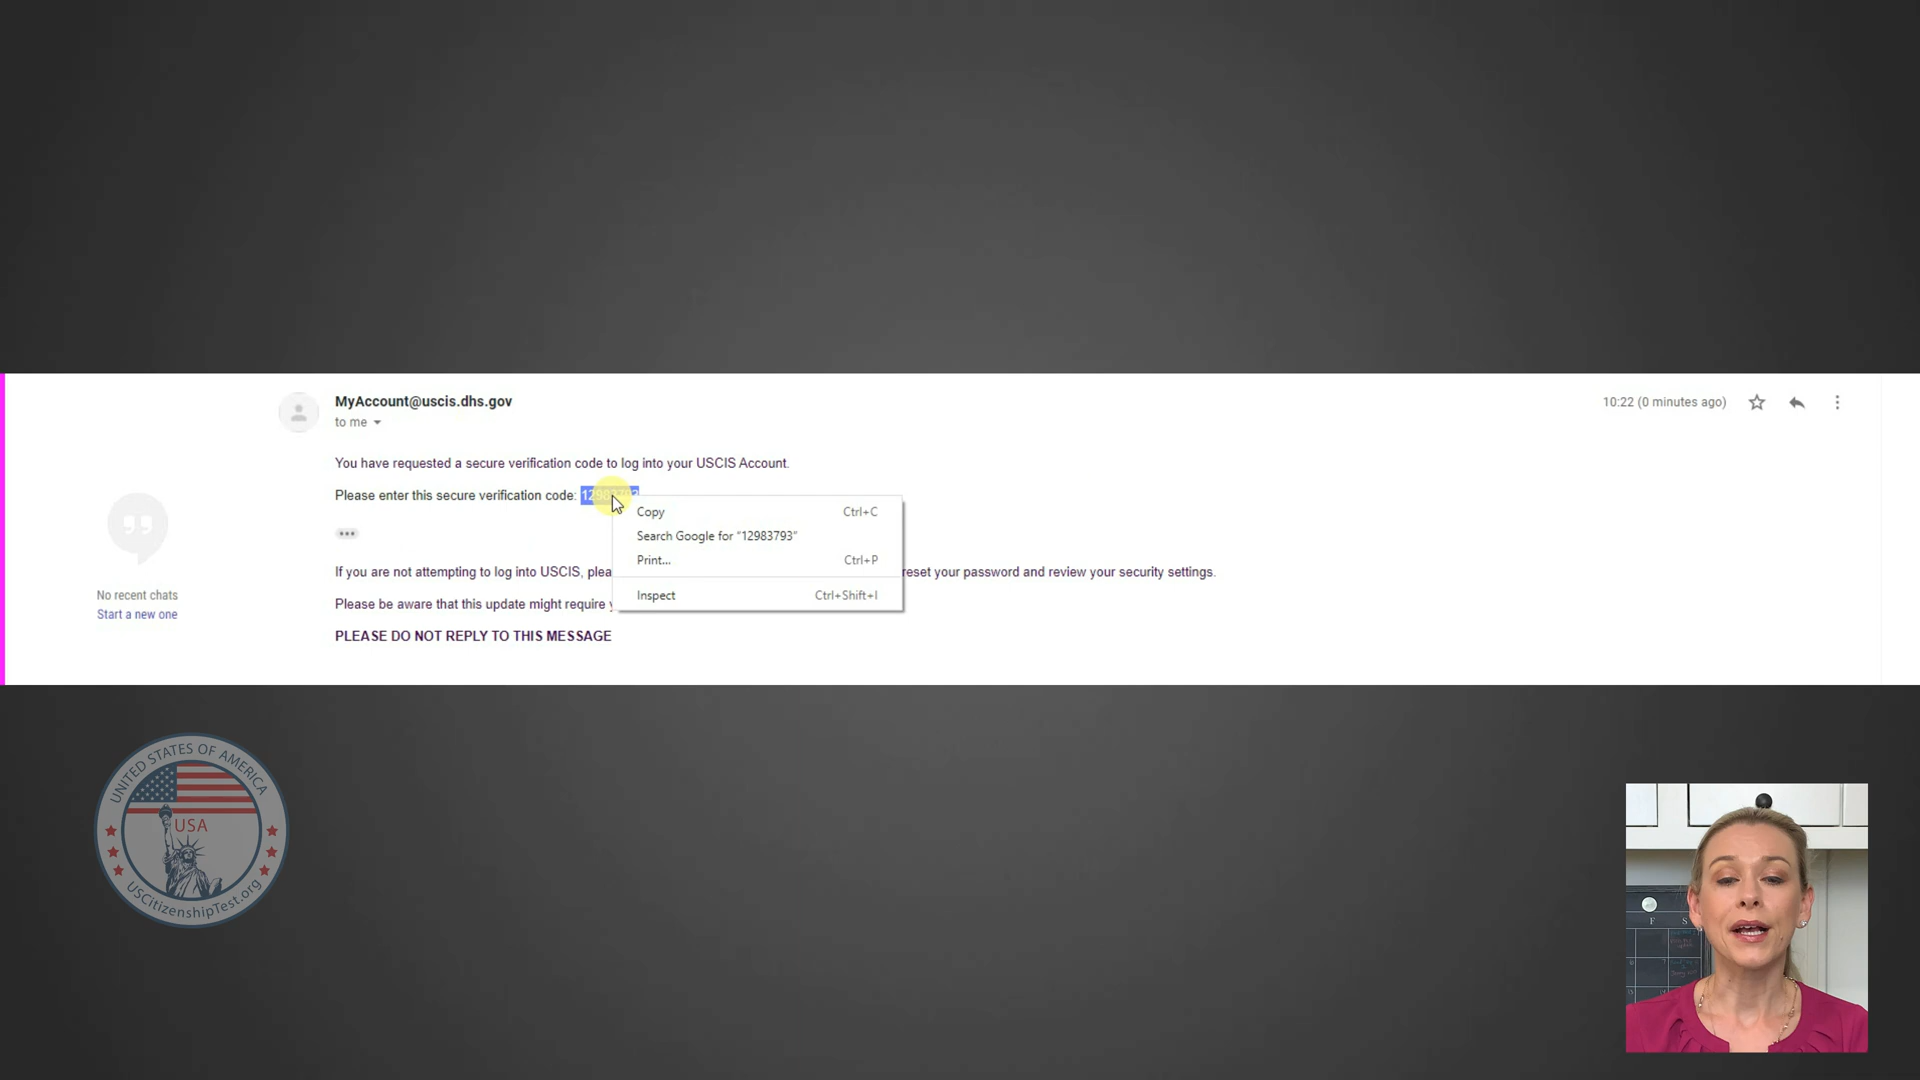 MyAccount@uscis.dhs.gov
10:22 (0 minutes ago)
to me
You have requested a secure verification code to log into your USCIS Account.
Please enter this secure verification code: 12983793
Copy Ctrl+C
Search Google for "12983793"
Print... Ctrl+P
Inspect Ctrl+Shift+I
If you are not attempting to log into USCIS, reset your password and review your security settings.
Please be aware that this update might require
PLEASE DO NOT REPLY TO THIS MESSAGE
No recent chats
Start a new one
UNITED STATES OF AMERICA
USA
USCitizenshipTest.org
F S